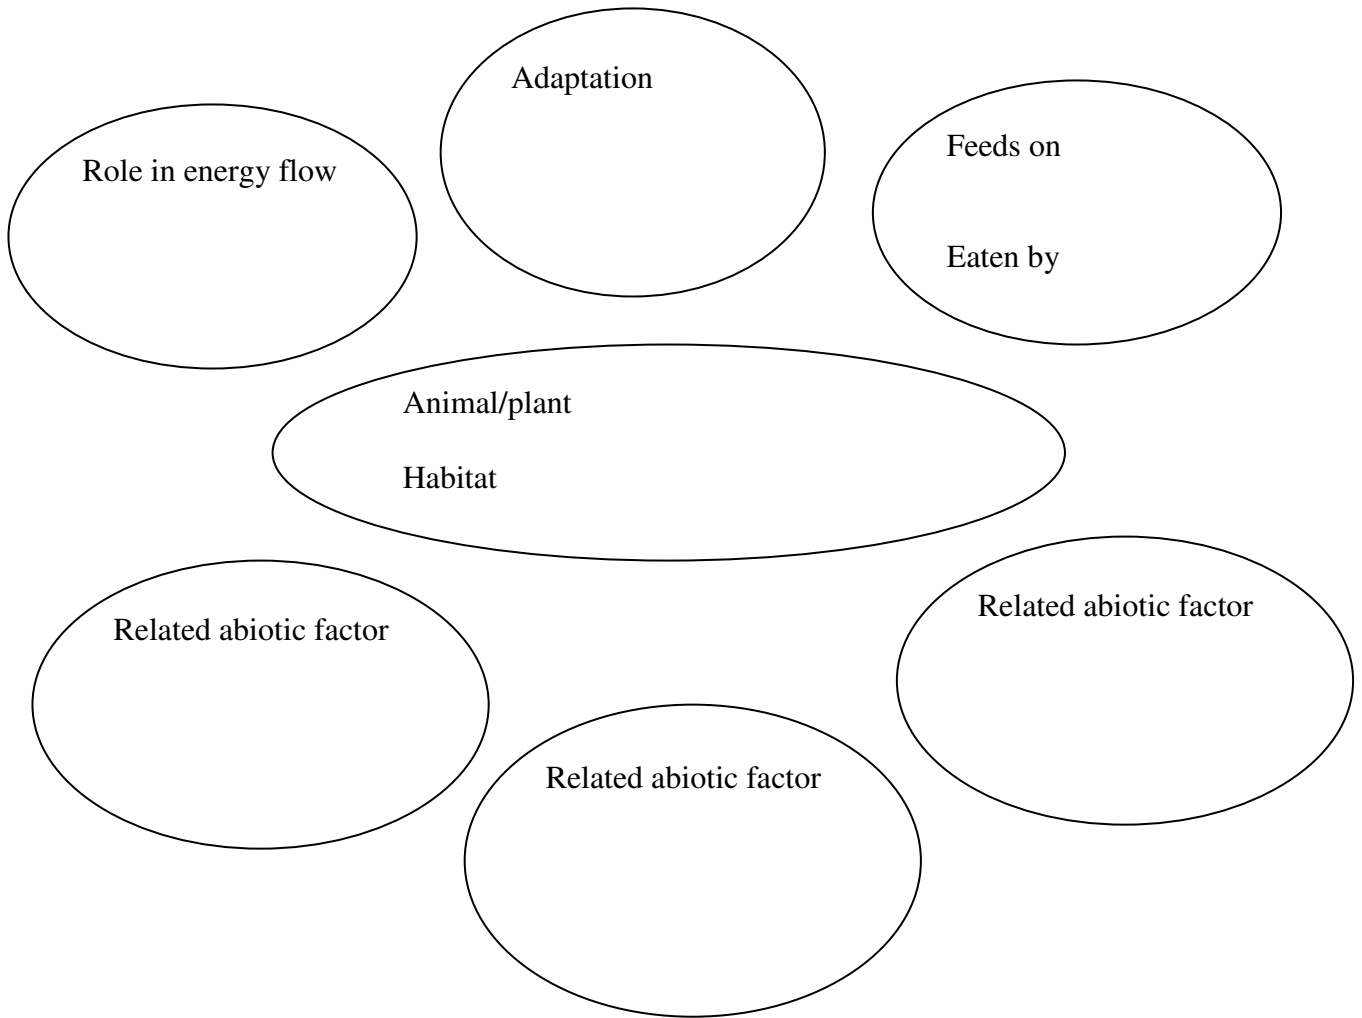 Adaptation
Role in energy flow
Feeds on
Eaten by
Animal/plant
Habitat
Related abiotic factor
Related abiotic factor
Related abiotic factor